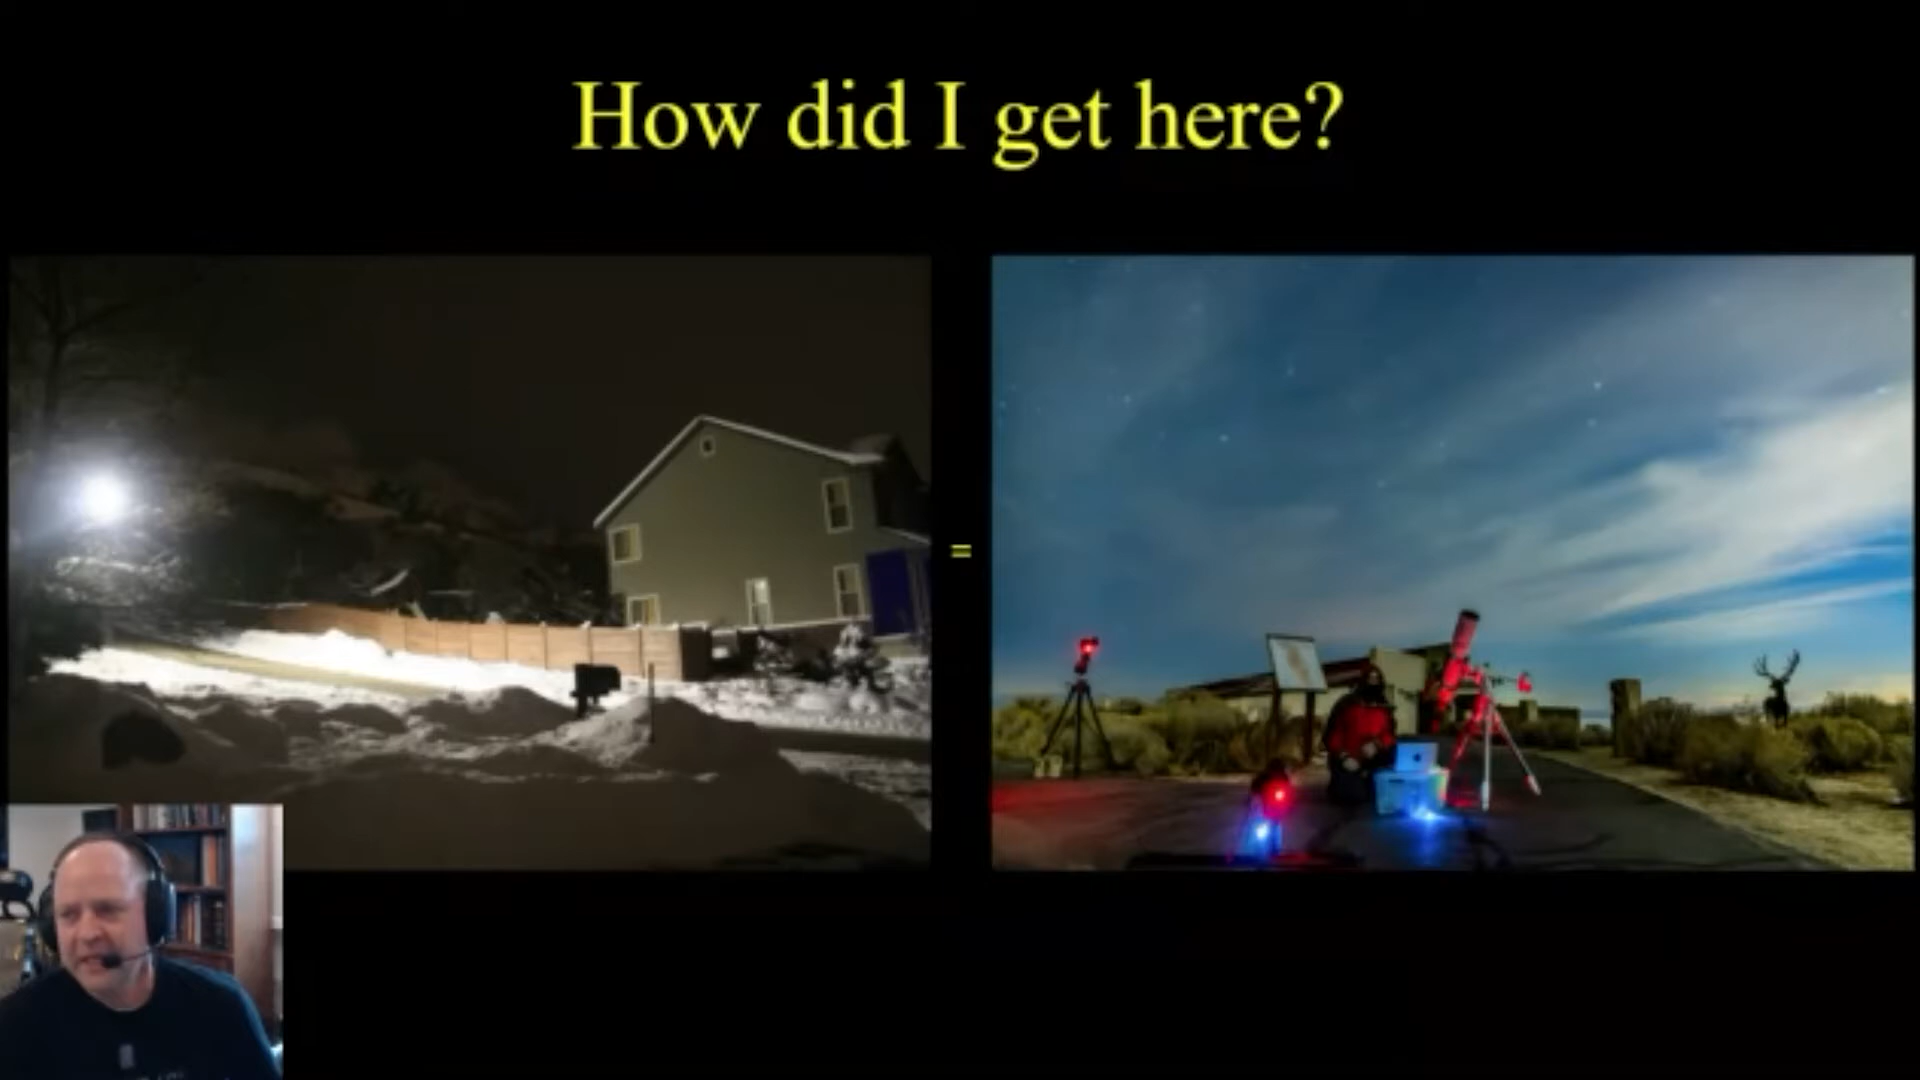 How did I get here?
=